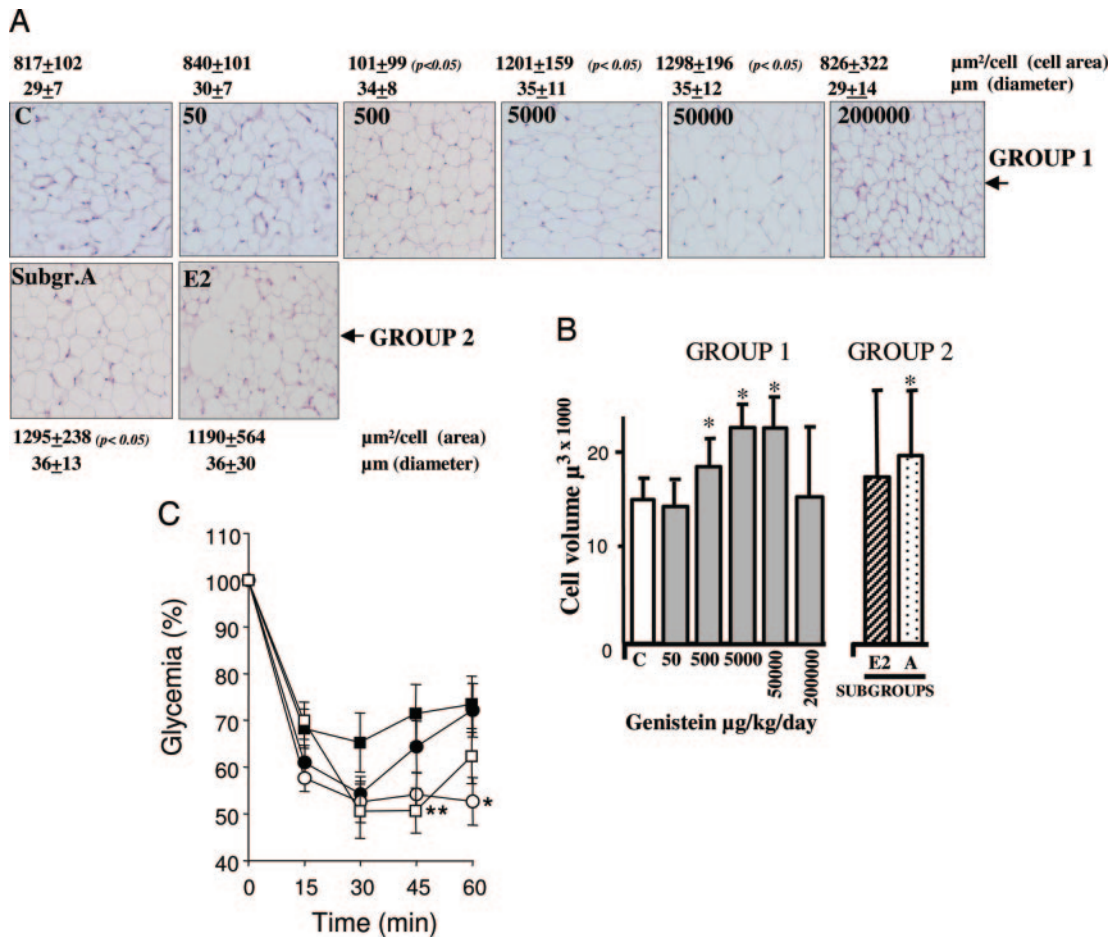 A
817±102 840±101 101±99 (p<0.05) 1201±159 (p<0.05) 1298±196 (p<0.05) 826±322 µm²/cell (cell area)
29±7 30±7 34±8 35±11 35±12 29±14 µm (diameter)
C 50 500 5000 50000 200000
GROUP 1
Subgr.A E2
GROUP 2
1295±238 (p< 0.05) 1190±564 µm²/cell (area)
36±13 36±30 µm (diameter)
B
GROUP 1 GROUP 2
Cell volume µ³ x 1000
20
10
0
* * * *
C 50 500 5000 50000 200000
E2 A
SUBGROUPS
Genistein µg/kg/day
C
Glycemia (%)
110
100
90
80
70
60
50
40
** *
0 15 30 45 60
Time (min)